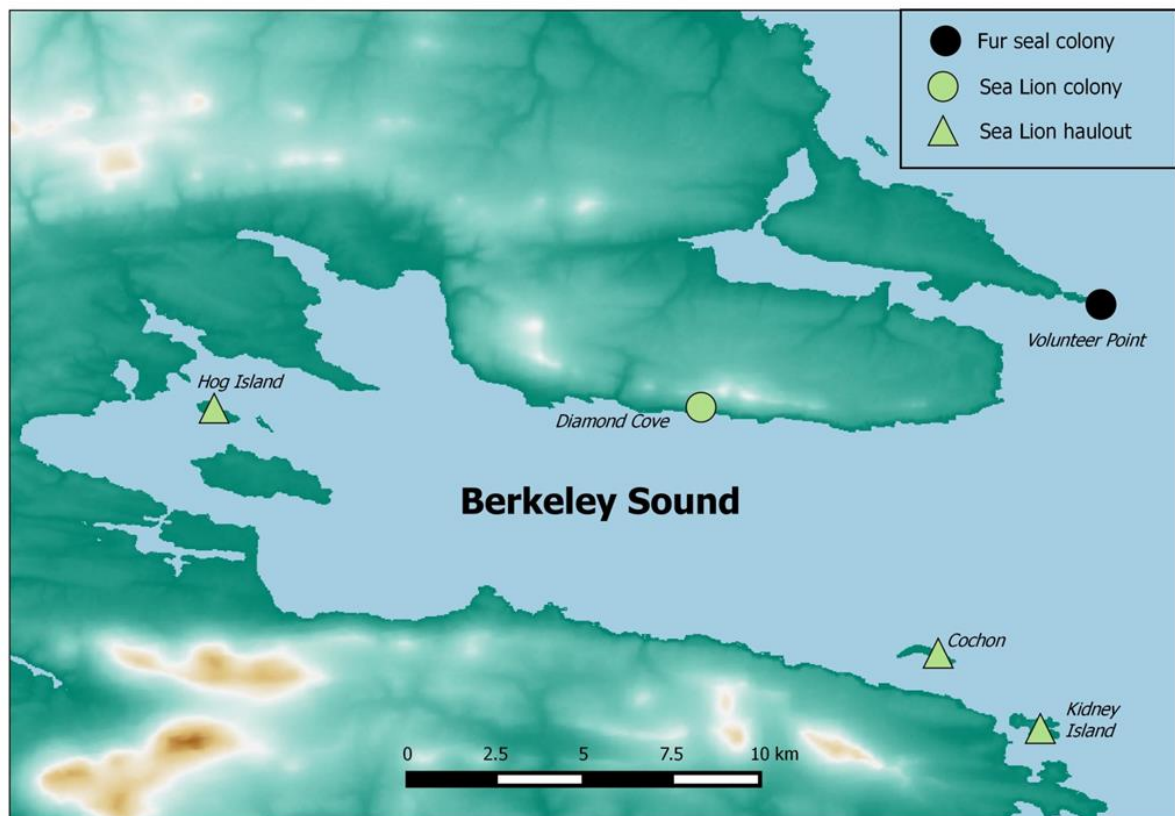 Fur seal colony
Sea Lion colony
Sea Lion haulout
Volunteer Point
Hog Island
Diamond Cove
Berkeley Sound
Cochon
Kidney
Island
0 2.5 5 7.5 10 km